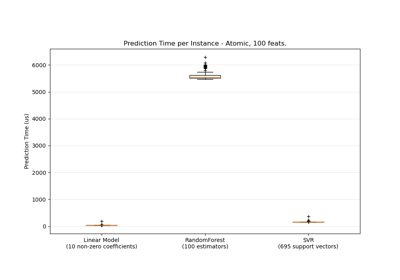 Prediction Time per Instance - Atomic, 100 feats.
Prediction Time (us)
6000
5000
4000
3000
2000
1000
0
Linear Model
(10 non-zero coefficients)
RandomForest
(100 estimators)
SVR
(695 support vectors)